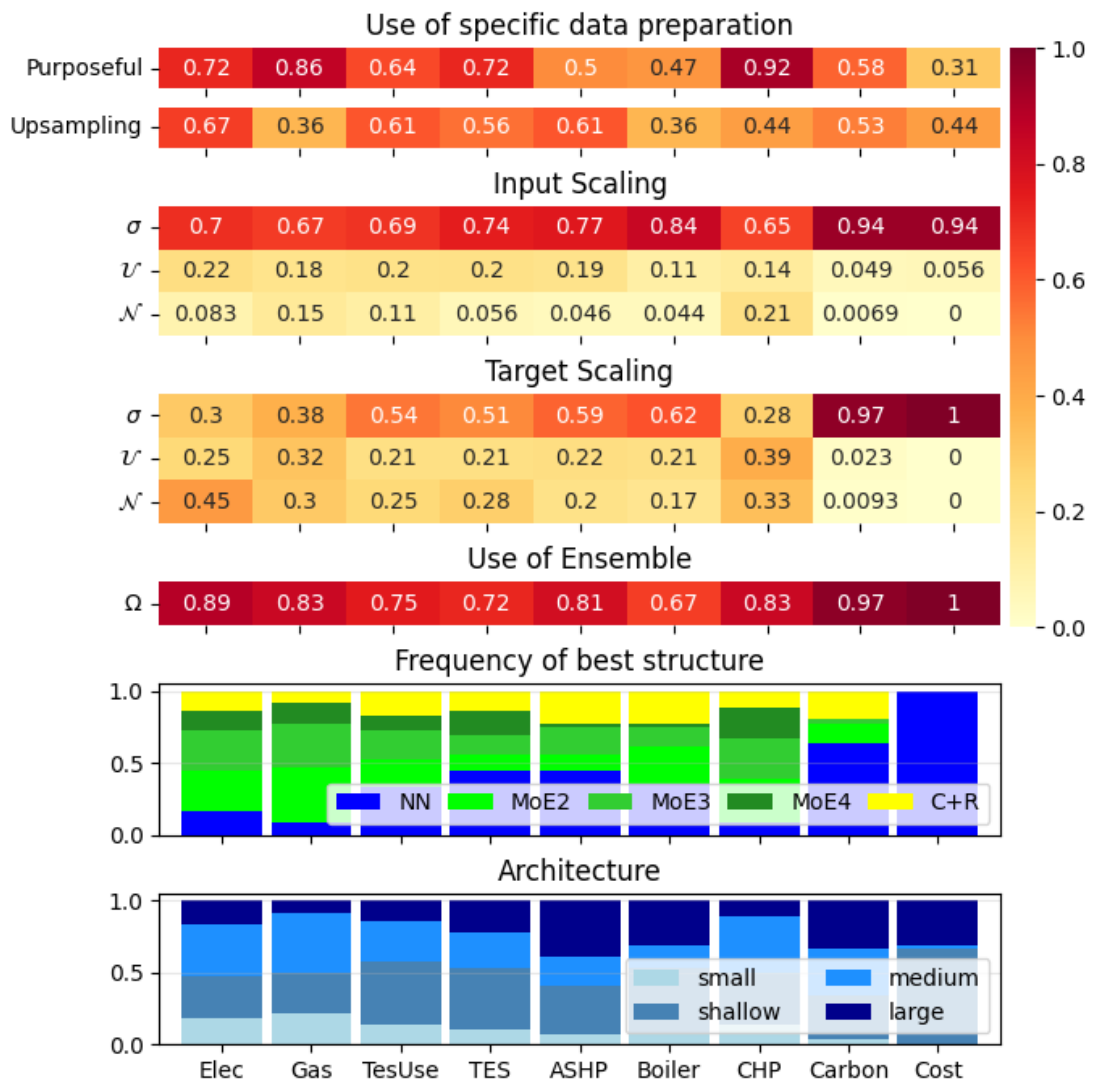 Use of specific data preparation
Purposeful 0.72 0.86 0.64 0.72 0.5 0.47 0.92 0.58 0.31 1.0
Upsampling 0.67 0.36 0.61 0.56 0.61 0.36 0.44 0.53 0.44
0.8
Input Scaling
σ 0.7 0.67 0.69 0.74 0.77 0.84 0.65 0.94 0.94
𝒰 0.22 0.18 0.2 0.2 0.19 0.11 0.14 0.049 0.056 0.6
𝒩 0.083 0.15 0.11 0.056 0.046 0.044 0.21 0.0069 0
Target Scaling
0.4
σ 0.3 0.38 0.54 0.51 0.59 0.62 0.28 0.97 1
𝒰 0.25 0.32 0.21 0.21 0.22 0.21 0.39 0.023 0
𝒩 0.45 0.3 0.25 0.28 0.2 0.17 0.33 0.0093 0
0.2
Use of Ensemble
Ω 0.89 0.83 0.75 0.72 0.81 0.67 0.83 0.97 1
0.0
Frequency of best structure
1.0
0.5
NN MoE2 MoE3 MoE4 C+R
0.0
Architecture
1.0
0.5
small medium
shallow large
0.0
Elec Gas TesUse TES ASHP Boiler CHP Carbon Cost